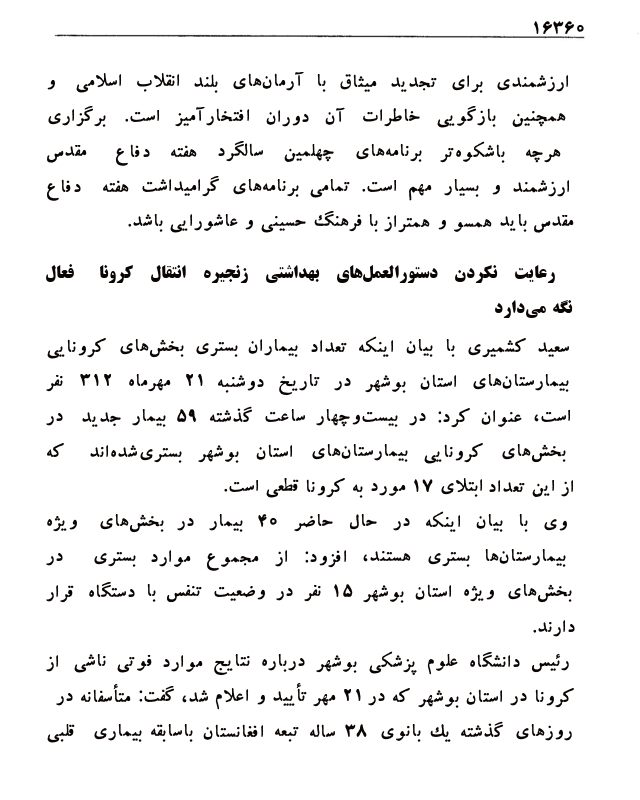 ۱۶۳۶۰
ارزشمندی برای تجدید میثاق با آرمان‌های بلند انقلاب اسلامی و
همچنین بازگویی خاطرات آن دوران افتخارآمیز است. برگزاری
هرچه باشکوه‌تر برنامه‌های چهلمین سالگرد هفته دفاع مقدس
ارزشمند و بسیار مهم است. تمامی برنامه‌های گرامیداشت هفته دفاع
مقدس باید همسو و همتراز با فرهنگ حسینی و عاشورایی باشد.
رعایت نکردن دستورالعمل‌های بهداشتی زنجیره انتقال کرونا فعال
نگه می‌دارد
سعید کشمیری با بیان اینکه تعداد بیماران بستری بخش‌های کرونایی
بیمارستان‌های استان بوشهر در تاریخ دوشنبه ۲۱ مهرماه ۳۱۲ نفر
است، عنوان کرد: در بیست‌وچهار ساعت گذشته ۵۹ بیمار جدید در
بخش‌های کرونایی بیمارستان‌های استان بوشهر بستری‌شده‌اند که
از این تعداد ابتلای ۱۷ مورد به کرونا قطعی است.
وی با بیان اینکه در حال حاضر ۴۰ بیمار در بخش‌های ویژه
بیمارستان‌ها بستری هستند، افزود: از مجموع موارد بستری در
بخش‌های ویژه استان بوشهر ۱۵ نفر در وضعیت تنفس با دستگاه قرار
دارند.
رئیس دانشگاه علوم پزشکی بوشهر درباره نتایج موارد فوتی ناشی از
کرونا در استان بوشهر که در ۲۱ مهر تأیید و اعلام شد، گفت: متأسفانه در
روزهای گذشته یك بانوی ۳۸ ساله تبعه افغانستان باسابقه بیماری قلبی